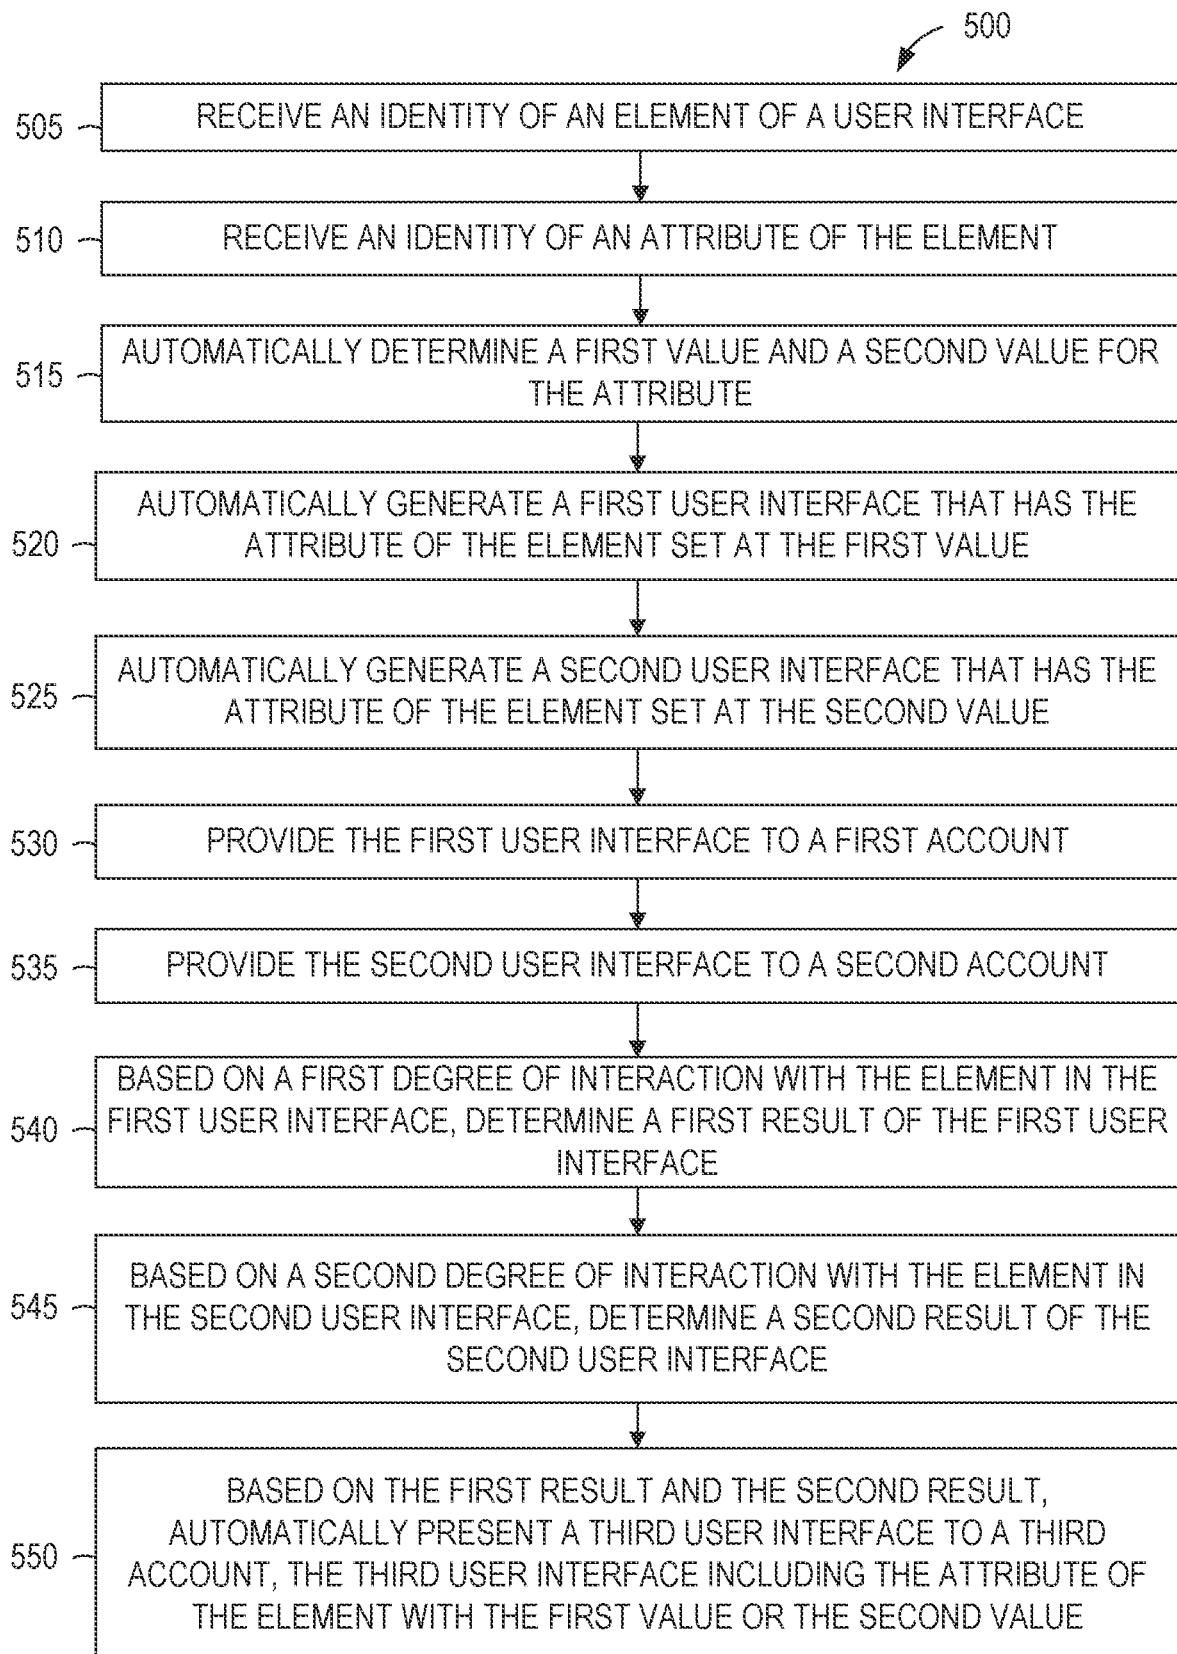 500
505
RECEIVE AN IDENTITY OF AN ELEMENT OF A USER INTERFACE
510
RECEIVE AN IDENTITY OF AN ATTRIBUTE OF THE ELEMENT
515
AUTOMATICALLY DETERMINE A FIRST VALUE AND A SECOND VALUE FOR
THE ATTRIBUTE
520
AUTOMATICALLY GENERATE A FIRST USER INTERFACE THAT HAS THE
ATTRIBUTE OF THE ELEMENT SET AT THE FIRST VALUE
525
AUTOMATICALLY GENERATE A SECOND USER INTERFACE THAT HAS THE
ATTRIBUTE OF THE ELEMENT SET AT THE SECOND VALUE
530
PROVIDE THE FIRST USER INTERFACE TO A FIRST ACCOUNT
535
PROVIDE THE SECOND USER INTERFACE TO A SECOND ACCOUNT
540
BASED ON A FIRST DEGREE OF INTERACTION WITH THE ELEMENT IN THE
FIRST USER INTERFACE, DETERMINE A FIRST RESULT OF THE FIRST USER
INTERFACE
545
BASED ON A SECOND DEGREE OF INTERACTION WITH THE ELEMENT IN
THE SECOND USER INTERFACE, DETERMINE A SECOND RESULT OF THE
SECOND USER INTERFACE
550
BASED ON THE FIRST RESULT AND THE SECOND RESULT,
AUTOMATICALLY PRESENT A THIRD USER INTERFACE TO A THIRD
ACCOUNT, THE THIRD USER INTERFACE INCLUDING THE ATTRIBUTE OF
THE ELEMENT WITH THE FIRST VALUE OR THE SECOND VALUE